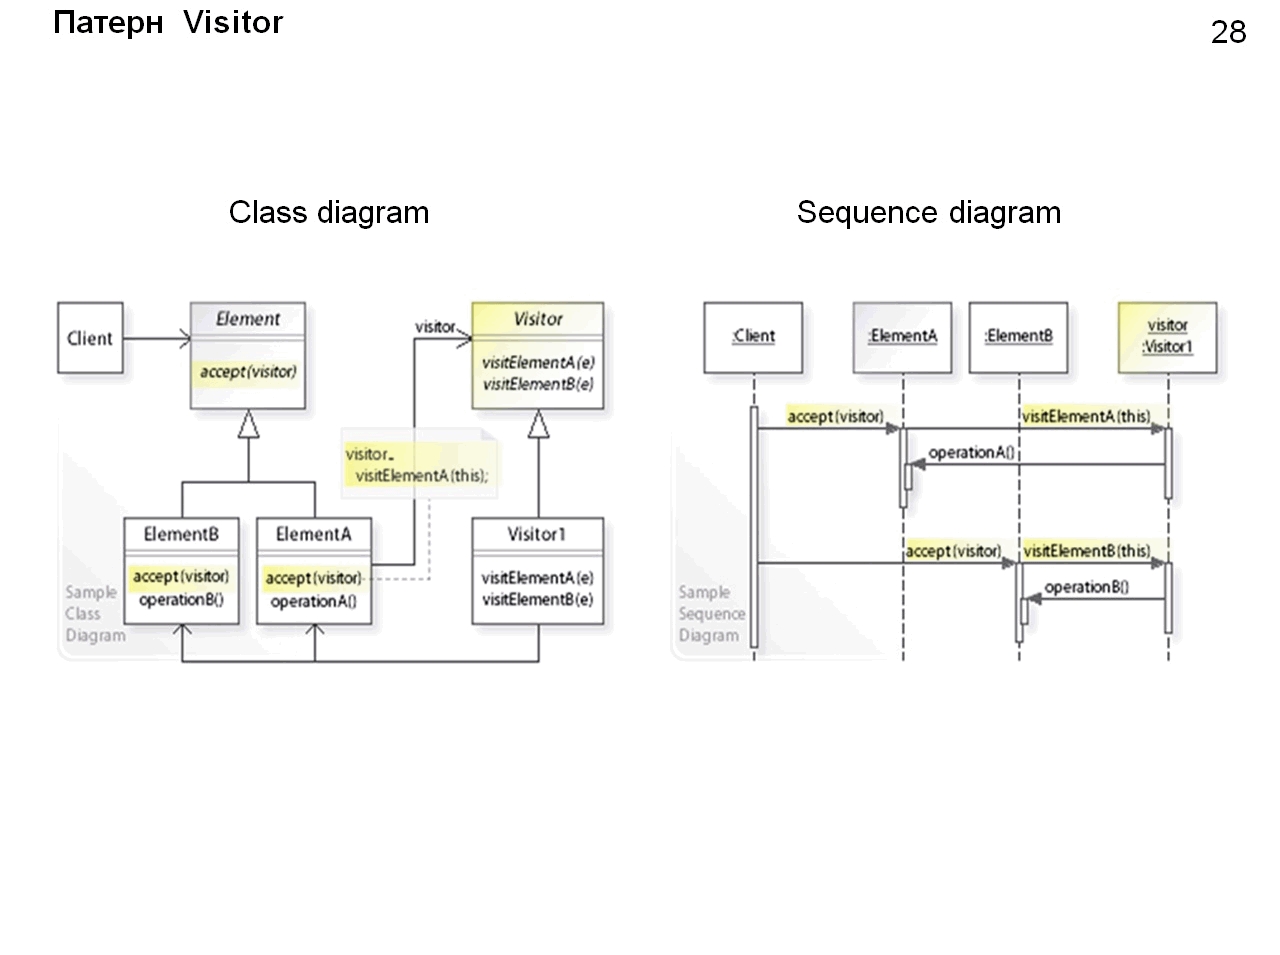 Патерн Visitor
28
Class diagram
Sequence diagram
Client
Element
accept(visitor)
visitor
Visitor
visitElementA(e)
visitElementB(e)
visitor.
visitElementA(this);
ElementB
accept(visitor)
operationB()
ElementA
accept(visitor)
operationA()
Visitor1
visitElementA(e)
visitElementB(e)
Sample
Class
Diagram
:Client
:ElementA
:ElementB
visitor
:Visitor1
accept(visitor)
visitElementA(this)
operationA()
accept(visitor)
visitElementB(this)
operationB()
Sample
Sequence
Diagram